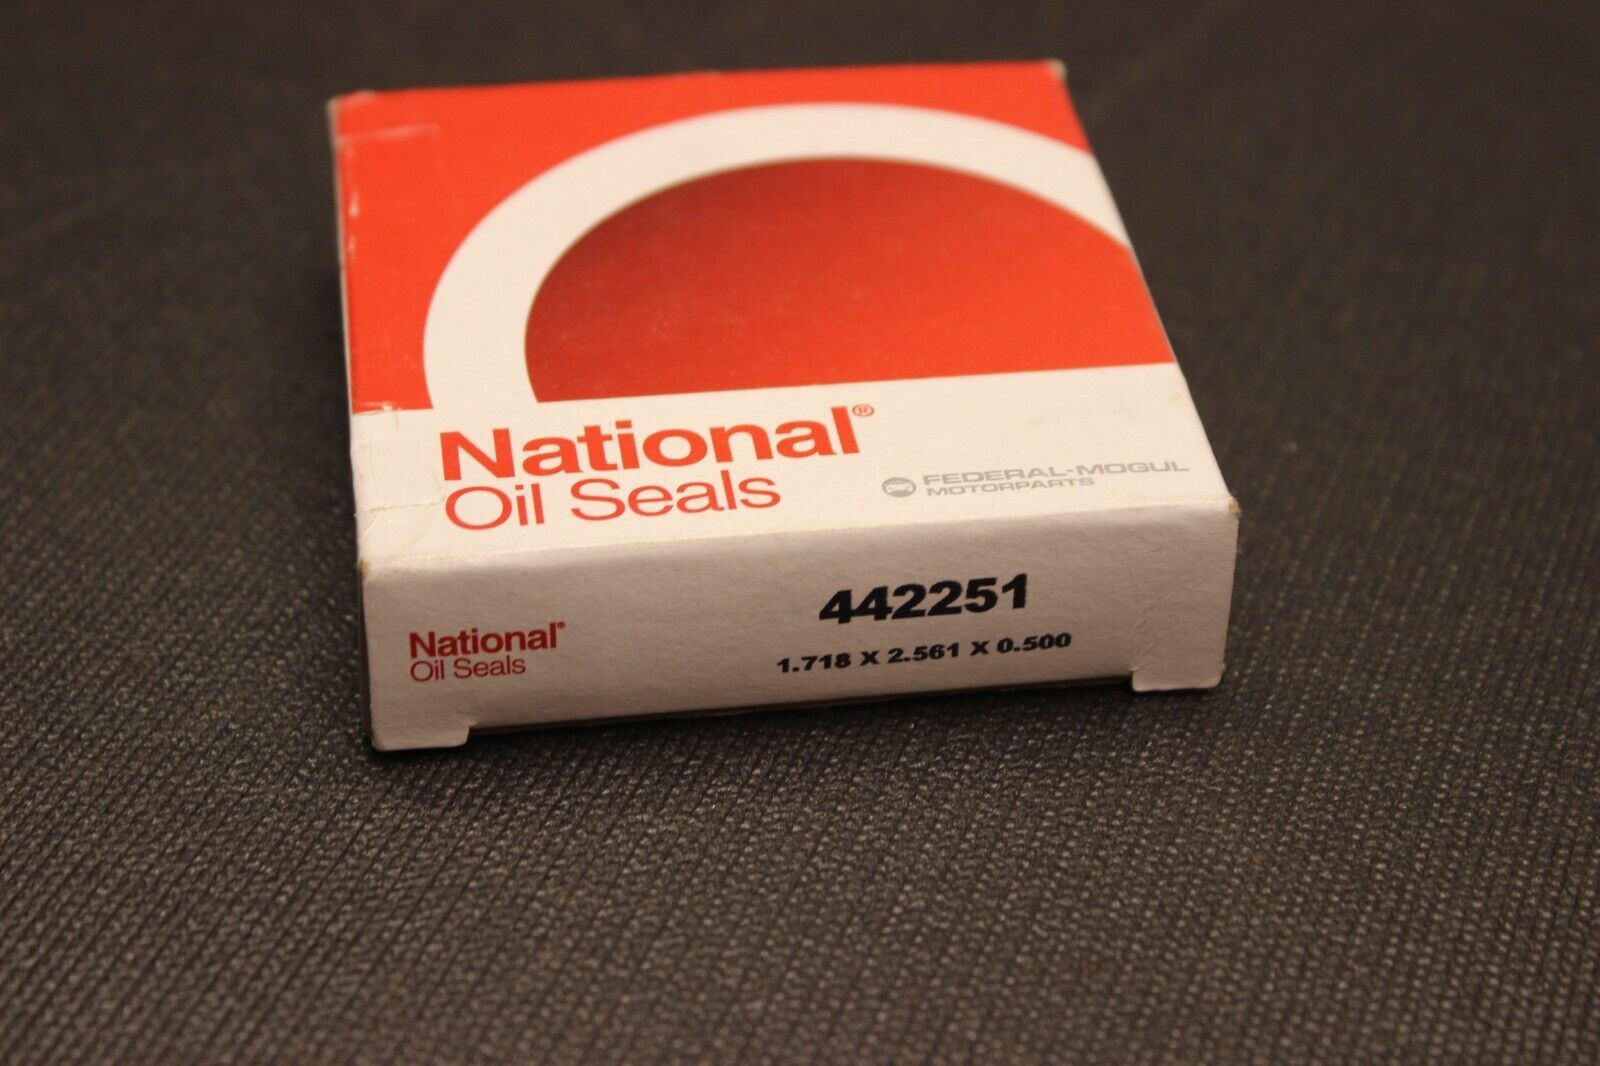 National®
Oil Seals
FEDERAL-MOGUL
MOTORPARTS
442251
National®
Oil Seals
1.718 X 2.561 X 0.500